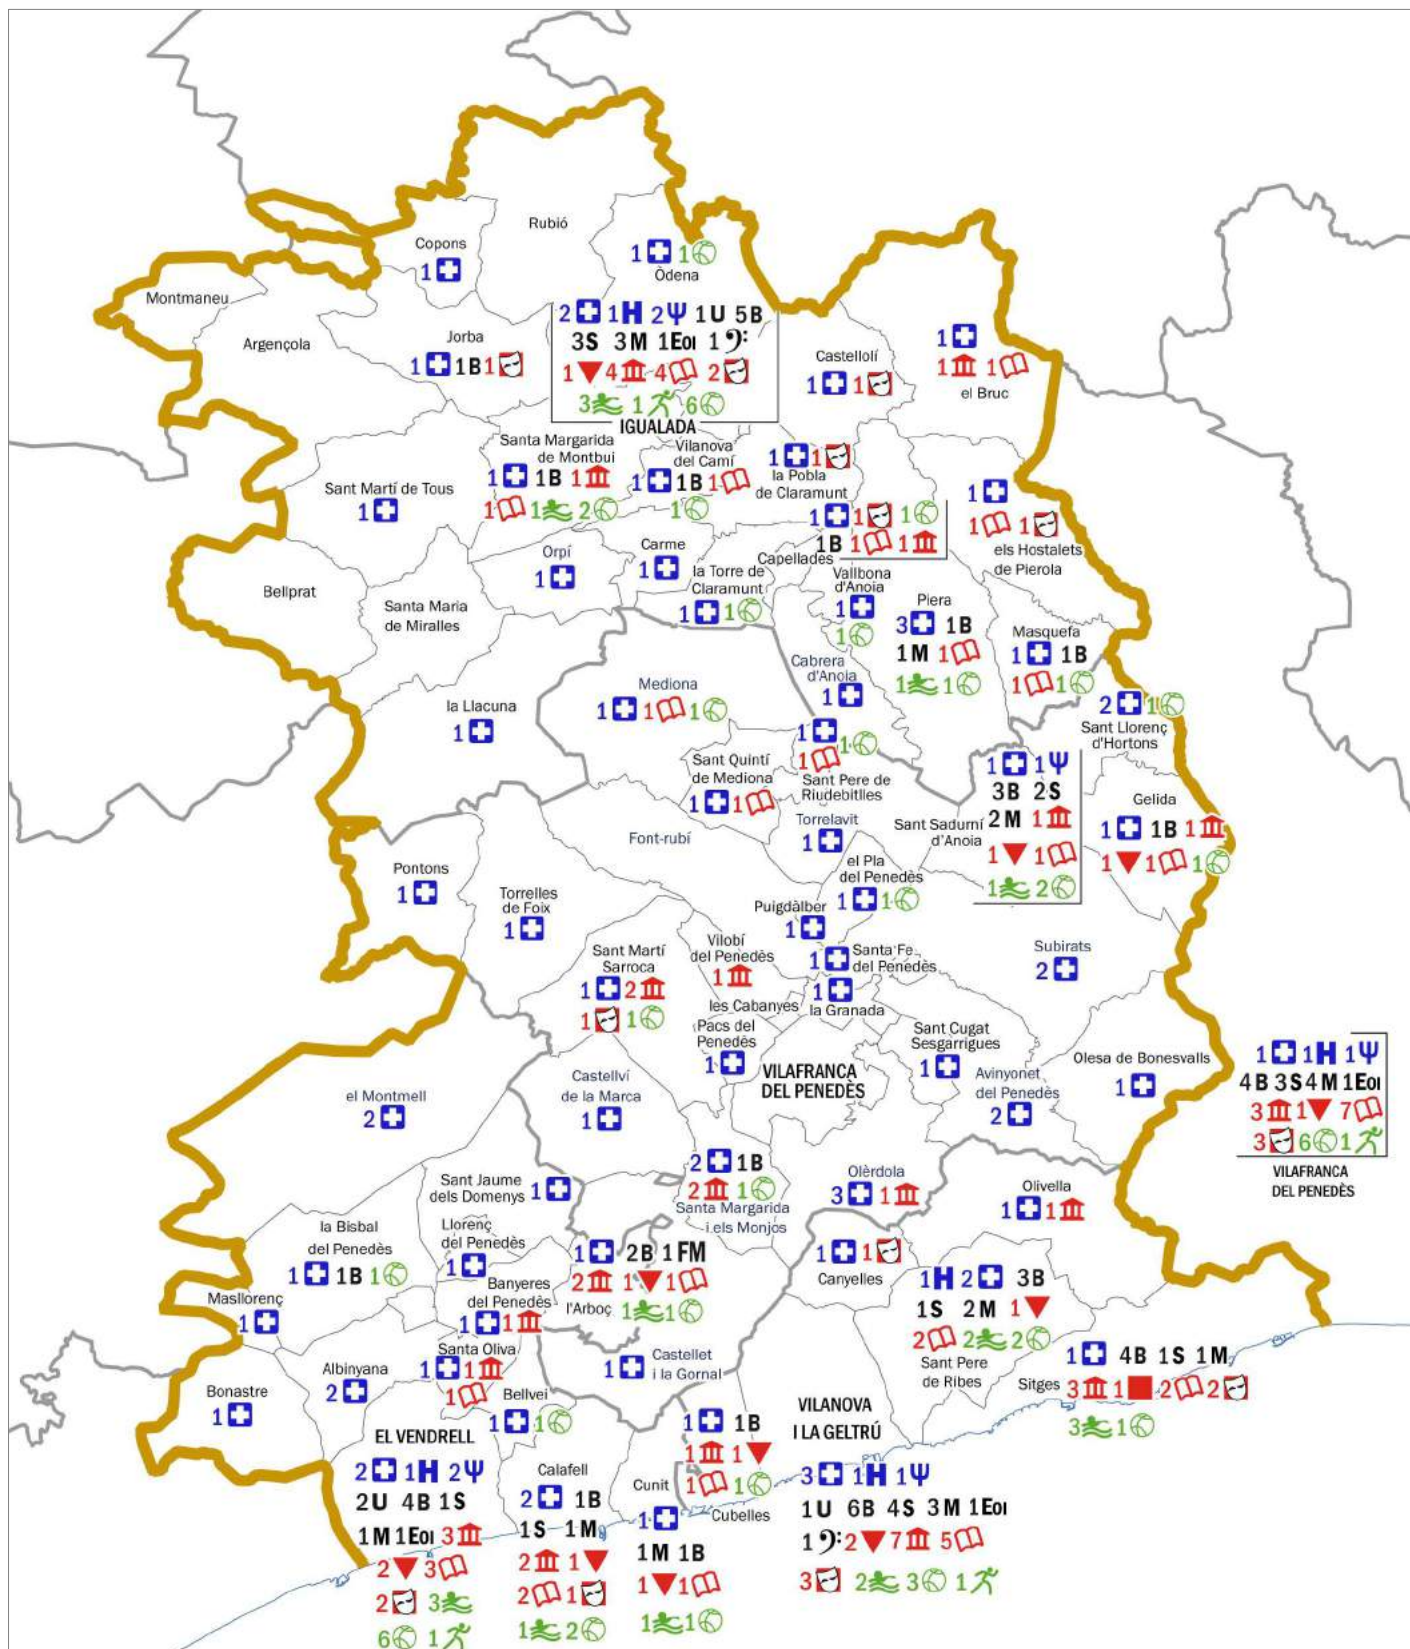 Rubió
Copons
1
1 1
Òdena
Montmaneu
Argençola
Jorba
1 1B 1
2 1H 2Ψ 1U 5B
3S 3M 1EOI 1
1 4 4 2
3 1 6
IGUALADA
Castellolí
1 1
1
1 1
el Bruc
Santa Margarida
de Montbui
1 1B 1
1 1 2
Vilanova
del Camí
1 1B 1
1
1 1
la Pobla
de Claramunt
Sant Martí de Tous
1
1 1 1
1B 1 1
Capellades
1
1 1
els Hostalets
de Pierola
Orpí
1
Carme
1
la Torre de
Claramunt
1 1
Vallbona
d'Anoia
1
1
Bellprat
Santa Maria
de Miralles
Piera
3 1B
1M 1
1 1
Masquefa
1 1B
1 1
Cabrera
d'Anoia
1
Mediona
1 1 1
la Llacuna
1
2 1
Sant Llorenç
d'Hortons
1
1 1
Sant Pere de
Riudebitlles
Sant Quintí
de Mediona
1 1
1 1Ψ
3B 2S
2M 1
1 1
1 2
Sant Sadurní
d'Anoia
Gelida
1 1B 1
1 1 1
Font-rubí
Torrelavit
1
el Pla
del Penedès
1 1
Pontons
1
Torrelles
de Foix
1
Puigdàlber
1
Vilobí
del Penedès
1
Sant Martí
Sarroca
1 2
1 1
1
Santa Fe
del Penedès
Subirats
2
les Cabanyes
1
la Granada
Pacs del
Penedès
1
Sant Cugat
Sesgarrigues
1
VILAFRANCA
DEL PENEDÈS
Avinyonet
del Penedès
2
Olesa de Bonesvalls
1
1 1H 1Ψ
4B 3S 4M 1EOI
3 1 7
3 6 1
VILAFRANCA
DEL PENEDÈS
el Montmell
2
Castellví
de la Marca
1
2 1B
2 1
Santa Margarida
i els Monjos
Olèrdola
3 1
Olivella
1 1
Sant Jaume
dels Domenys
1
la Bisbal
del Penedès
1 1B 1
Llorenç
del Penedès
1
Banyeres
del Penedès
1 1
1 2B 1FM
2 1 1
1 1
l'Arboç
1 1
Canyelles
1H 2 3B
1S 2M 1
2 2 2
Sant Pere
de Ribes
Masllorenç
1
Santa Oliva
1 1
1
Albinyana
2
Bonastre
1
Bellvei
1 1
1
Castellet
i la Gornal
Sitges
1 4B 1S 1M
3 1 2 2
3 1
VILANOVA
I LA GELTRÚ
3 1H 1Ψ
1U 6B 4S 3M 1EOI
1 2 7 5
3 2 3 1
1 1B
1 1
1 1
Cubelles
EL VENDRELL
2 1H 2Ψ
2U 4B 1S
1M 1EOI 3
2 3
2 3
6 1
Calafell
2 1B
1S 1M
2 1
2 1
1 2
Cunit
1
1M 1B
1 1
1 1